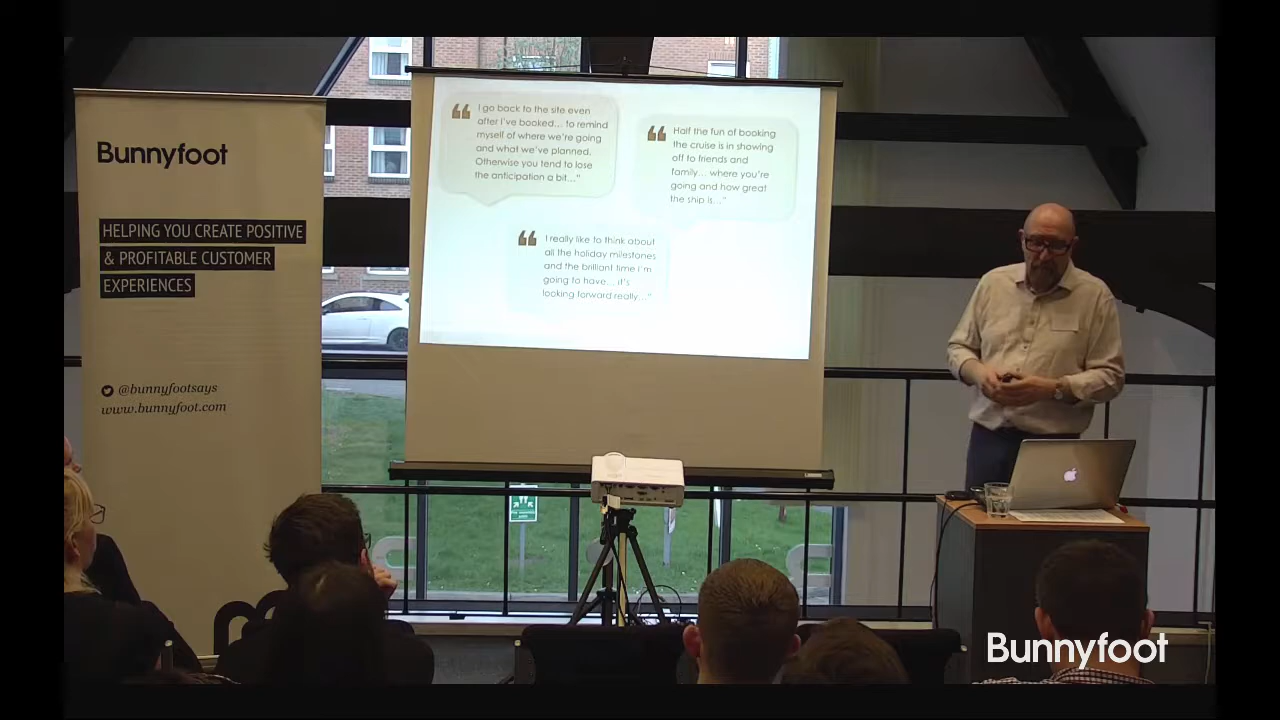 Bunnyfoot
HELPING YOU CREATE POSITIVE
& PROFITABLE CUSTOMER
EXPERIENCES
@bunnyfootsays
www.bunnyfoot.com
“I go back to the site even
after I've booked... to remind
myself of where we're going
and what we've planned.
Otherwise you tend to lose
the anticipation a bit...”
“Half the fun of booking
the cruise is in showing
off to friends and
family... where you're
going and how great
the ship is...”
“I really like to think about
all the holiday milestones
and the brilliant time I'm
going to have... it's
looking forward really...”
Bunnyfoot